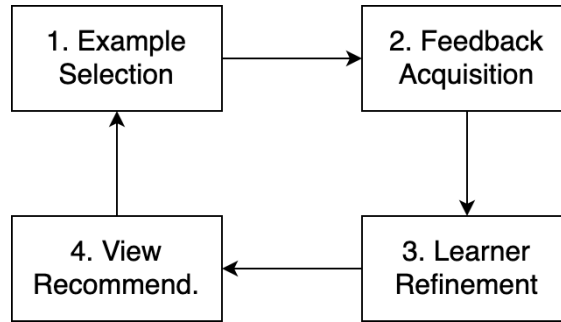 1. Example
Selection
2. Feedback
Acquisition
4. View
Recommend.
3. Learner
Refinement